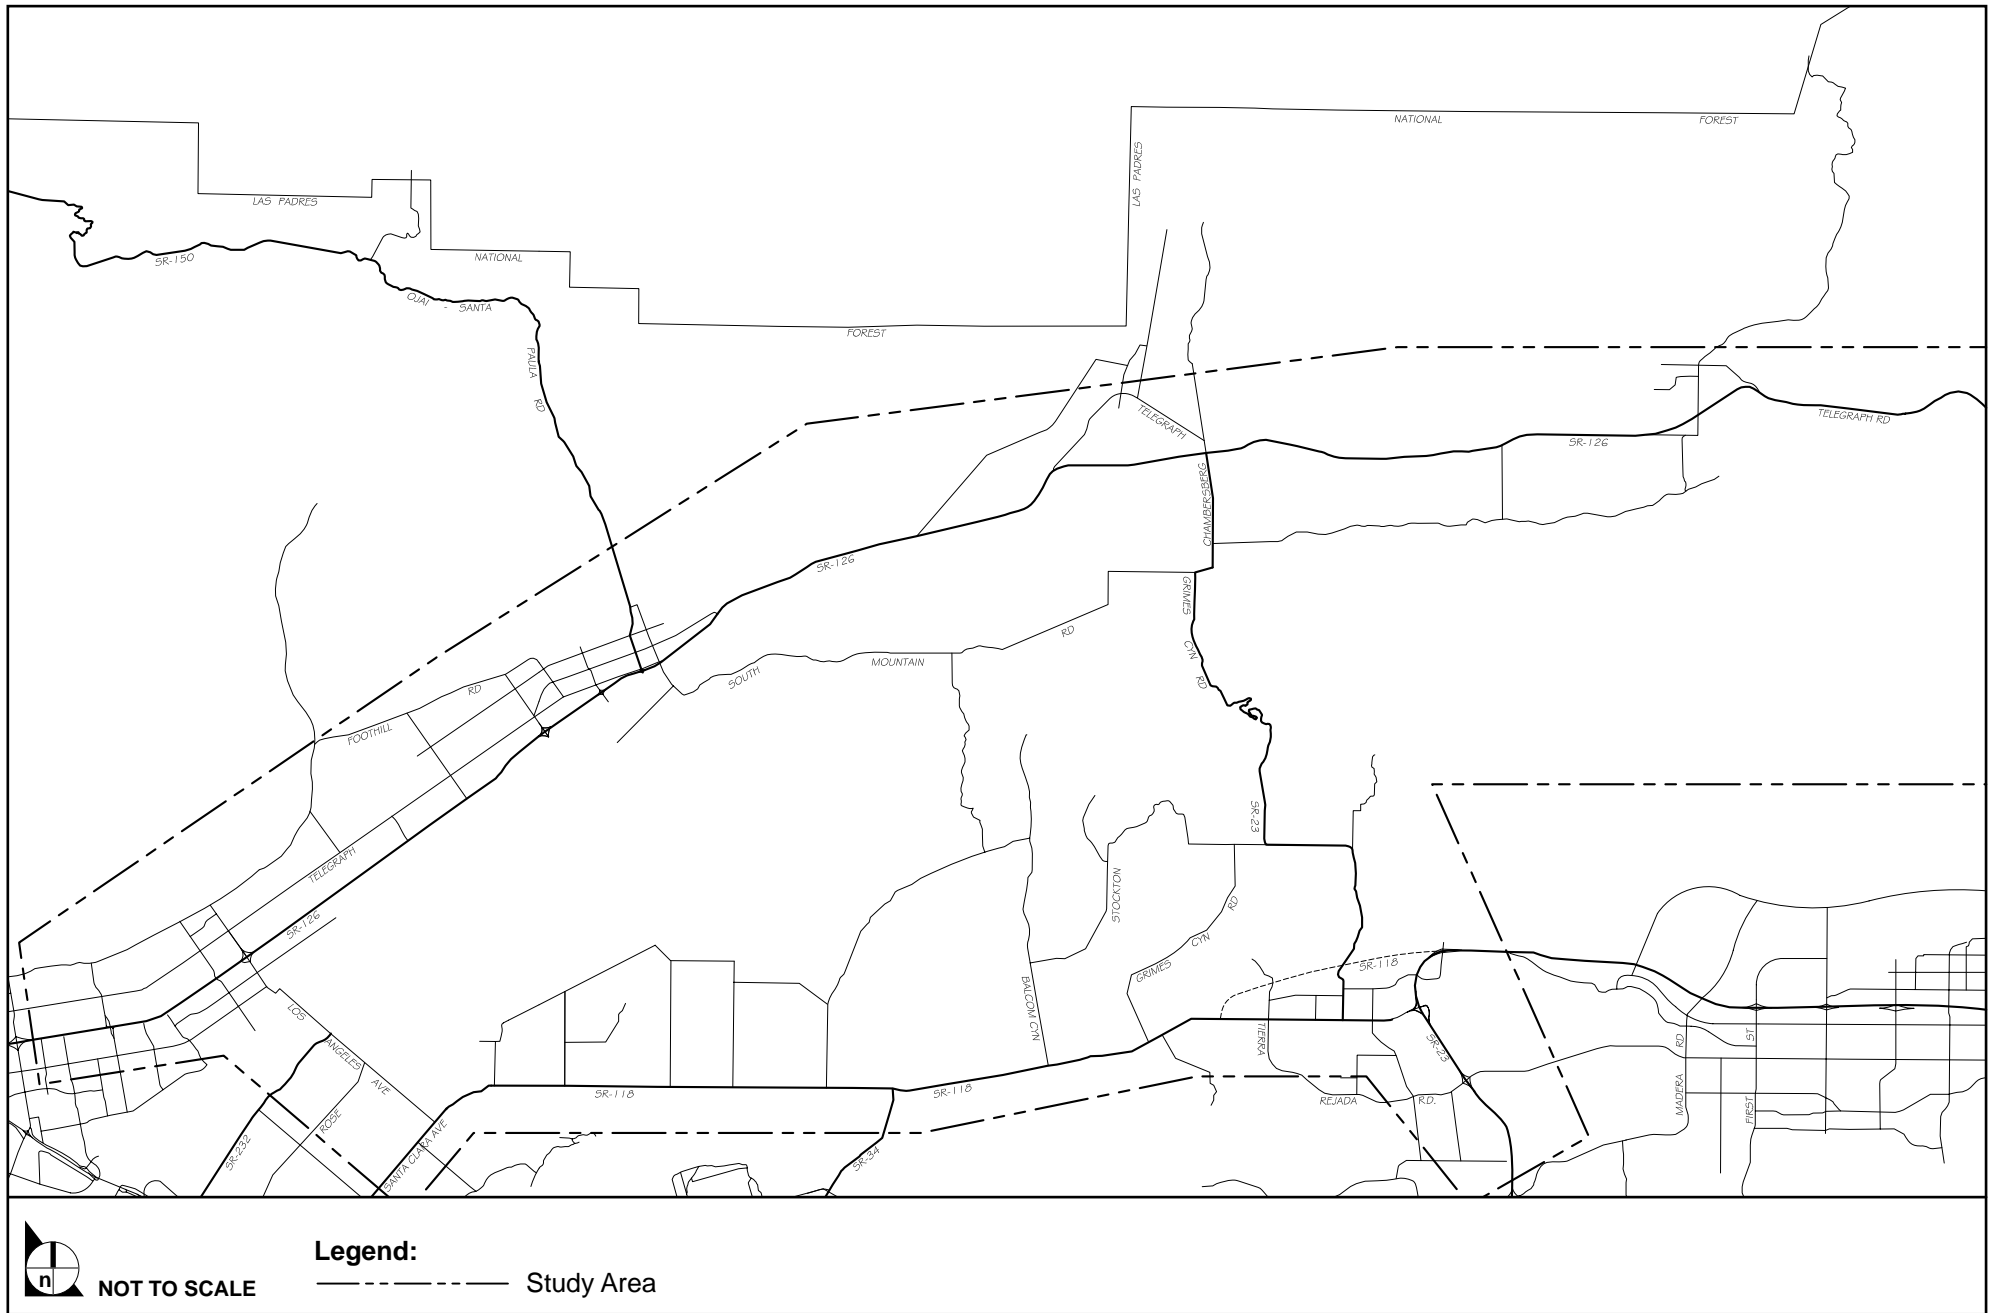 NATIONAL
FOREST
LAS PADRES
LAS PADRES
SR-150
NATIONAL
OJAI - SANTA
FOREST
PAULA RD
TELEGRAPH
TELEGRAPH RD
SR-126
CHAMBERSBERG
SR-126
GRIMES CYN RD
SOUTH MOUNTAIN RD
FOOTHILL RD
SR-23
TELEGRAPH
STOCKTON
SR-126
GRIMES CYN RD
SR-118
BALCOM CYN
LOS ANGELES AVE
TIERRA
SR-23
RD
MADERA
ST
FIRST
SR-118
SR-118
REJADA R.D.
ROSE
SANTA CLARA AVE
SR-232
SR-34
n
NOT TO SCALE
Legend:
Study Area